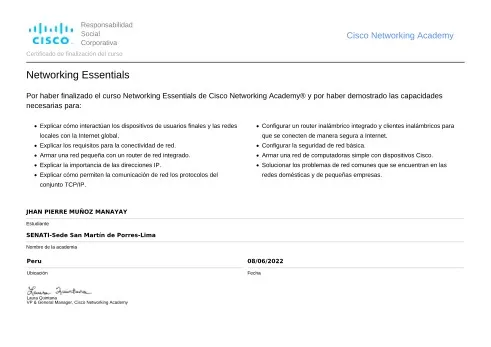 Responsabilidad
Social
Corporativa
CISCO
Cisco Networking Academy
Certificado de finalización del curso
Networking Essentials
Por haber finalizado el curso Networking Essentials de Cisco Networking Academy® y por haber demostrado las capacidades
necesarias para:
• Explicar cómo interactúan los dispositivos de usuarios finales y las redes
locales con la Internet global.
• Explicar los requisitos para la conectividad de red.
• Armar una red pequeña con un router de red integrado.
• Explicar la importancia de las direcciones IP.
• Explicar cómo permiten la comunicación de red los protocolos del
conjunto TCP/IP.
• Configurar un router inalámbrico integrado y clientes inalámbricos para
que se conecten de manera segura a Internet.
• Configurar la seguridad de red básica.
• Armar una red de computadoras simple con dispositivos Cisco.
• Solucionar los problemas de red comunes que se encuentran en las
redes domésticas y de pequeñas empresas.
JHAN PIERRE MUÑOZ MANAYAY
Estudiante
SENATI-Sede San Martín de Porres-Lima
Nombre de la academia
Peru
08/06/2022
Ubicación
Fecha
Laura Quintana
Laura Quintana
VP & General Manager, Cisco Networking Academy